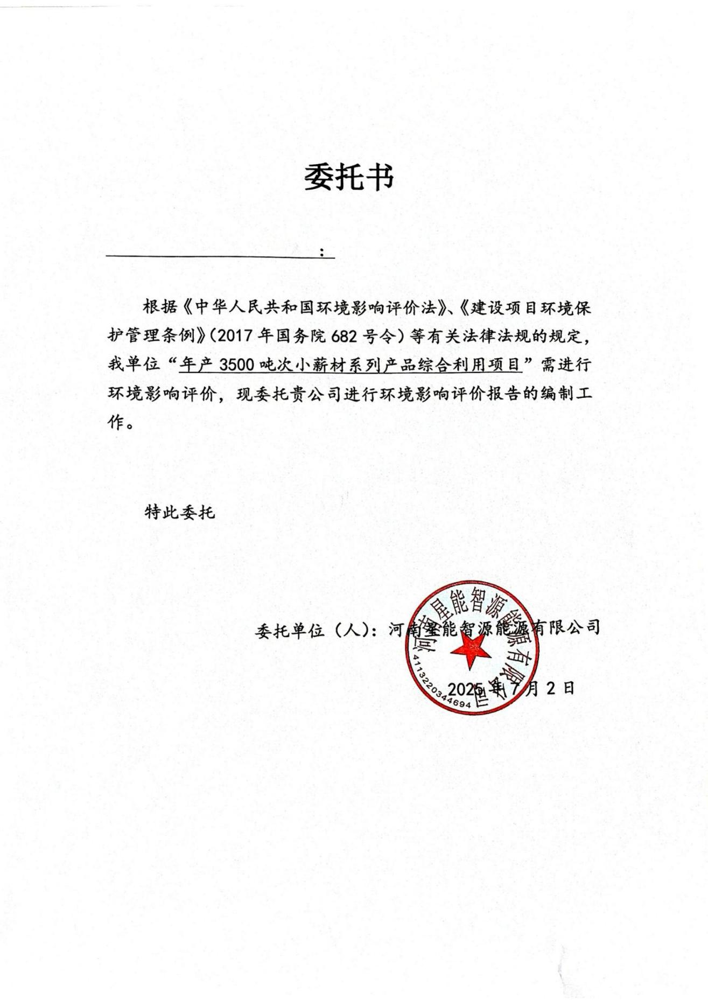 委托书
：
根据《中华人民共和国环境影响评价法》、《建设项目环境保
护管理条例》（2017 年国务院 682 号令）等有关法律法规的规定，
我单位“年产 3500 吨次小薪材系列产品综合利用项目”需进行
环境影响评价，现委托贵公司进行环境影响评价报告的编制工
作。
特此委托
委托单位（人）：河南星能智源能源有限公司
2025 年 7 月 2 日
河南星能智源能源有限公司
4113220344694